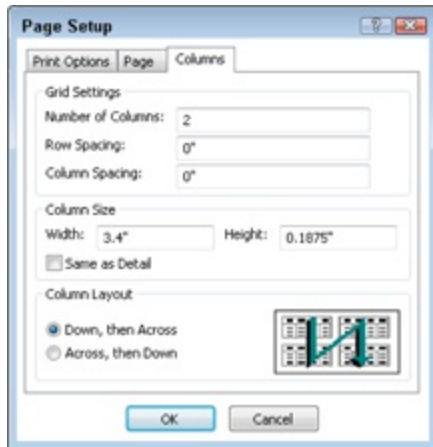 Page Setup
Print Options Page Columns
Grid Settings
Number of Columns: 2
Row Spacing: 0"
Column Spacing: 0"
Column Size
Width: 3.4" Height: 0.1875"
Same as Detail
Column Layout
Down, then Across
Across, then Down
OK Cancel